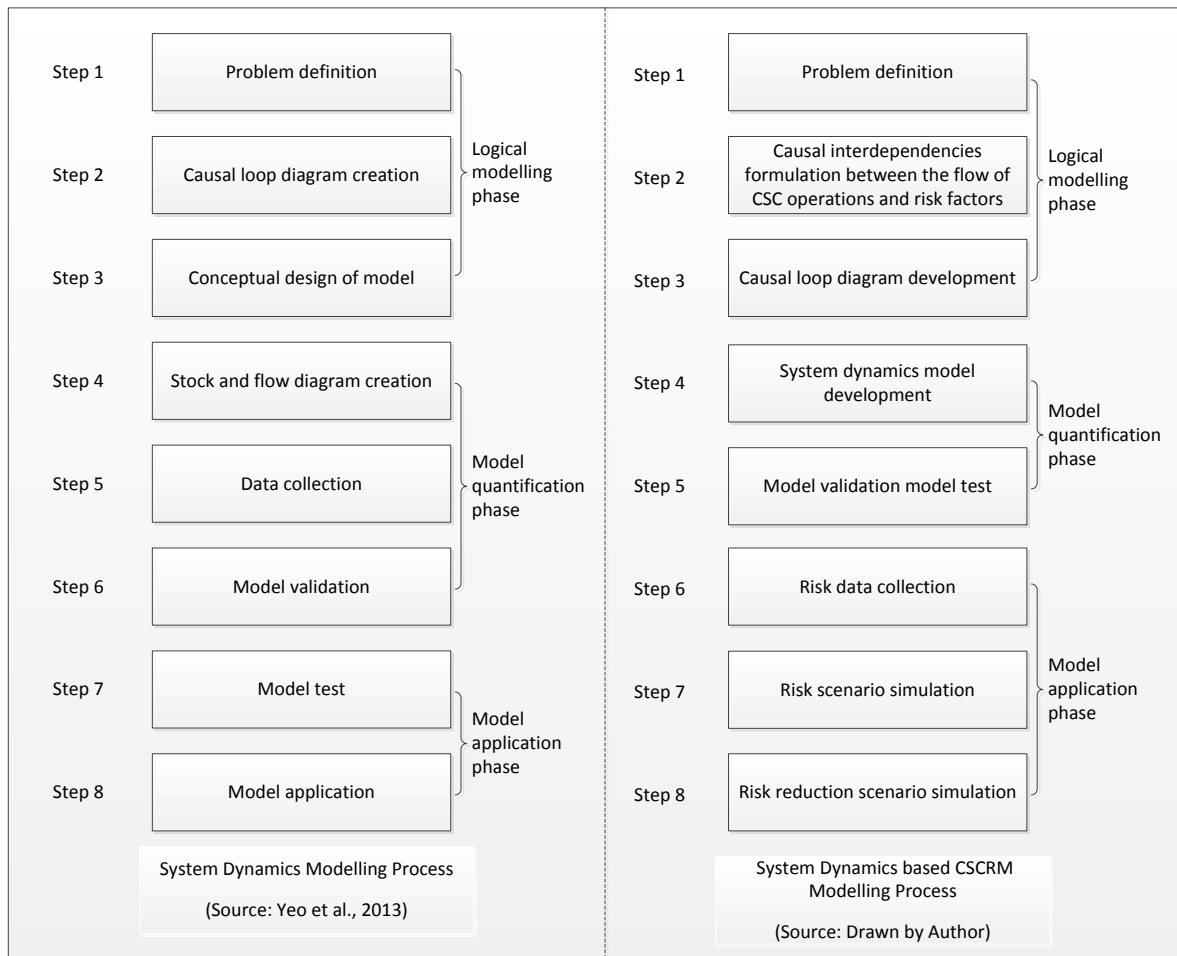 Step 1
Problem definition
Step 2
Causal loop diagram creation
Step 3
Conceptual design of model
Logical
modelling
phase
Step 4
Stock and flow diagram creation
Step 5
Data collection
Step 6
Model validation
Model
quantification
phase
Step 7
Model test
Step 8
Model application
Model
application
phase
System Dynamics Modelling Process
(Source: Yeo et al., 2013)
Step 1
Problem definition
Step 2
Causal interdependencies
formulation between the flow of
CSC operations and risk factors
Step 3
Causal loop diagram development
Logical
modelling
phase
Step 4
System dynamics model
development
Step 5
Model validation model test
Model
quantification
phase
Step 6
Risk data collection
Step 7
Risk scenario simulation
Step 8
Risk reduction scenario simulation
Model
application
phase
System Dynamics based CSCRM
Modelling Process
(Source: Drawn by Author)